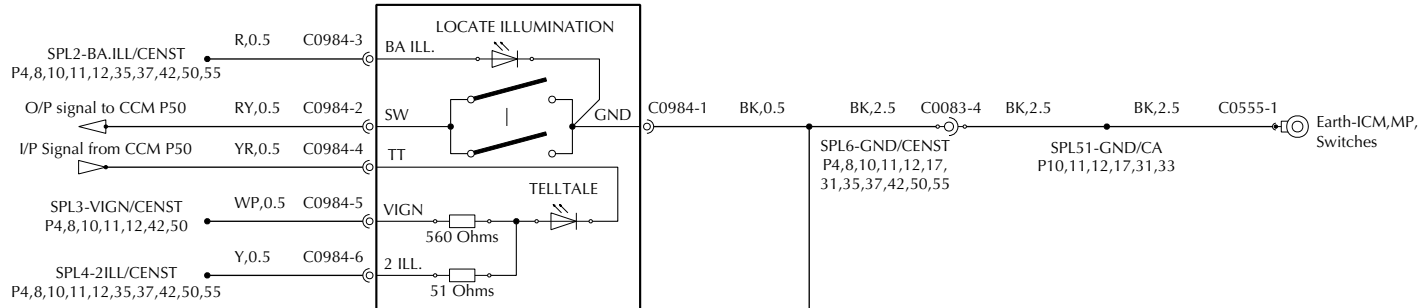 LOCATE ILLUMINATION
SPL2-BA.ILL/CENST
P4,8,10,11,12,35,37,42,50,55
R,0.5 C0984-3
BA ILL.
O/P signal to CCM P50
RY,0.5 C0984-2
SW
GND
C0984-1 BK,0.5 BK,2.5 C0083-4 BK,2.5 BK,2.5 C0555-1
Earth-ICM,MP,
Switches
I/P Signal from CCM P50
YR,0.5 C0984-4
TT
SPL6-GND/CENST
P4,8,10,11,12,17,
31,35,37,42,50,55
SPL51-GND/CA
P10,11,12,17,31,33
TELLTALE
SPL3-VIGN/CENST
P4,8,10,11,12,42,50
WP,0.5 C0984-5
VIGN
560 Ohms
SPL4-2ILL/CENST
P4,8,10,11,12,35,37,42,50,55
Y,0.5 C0984-6
2 ILL.
51 Ohms